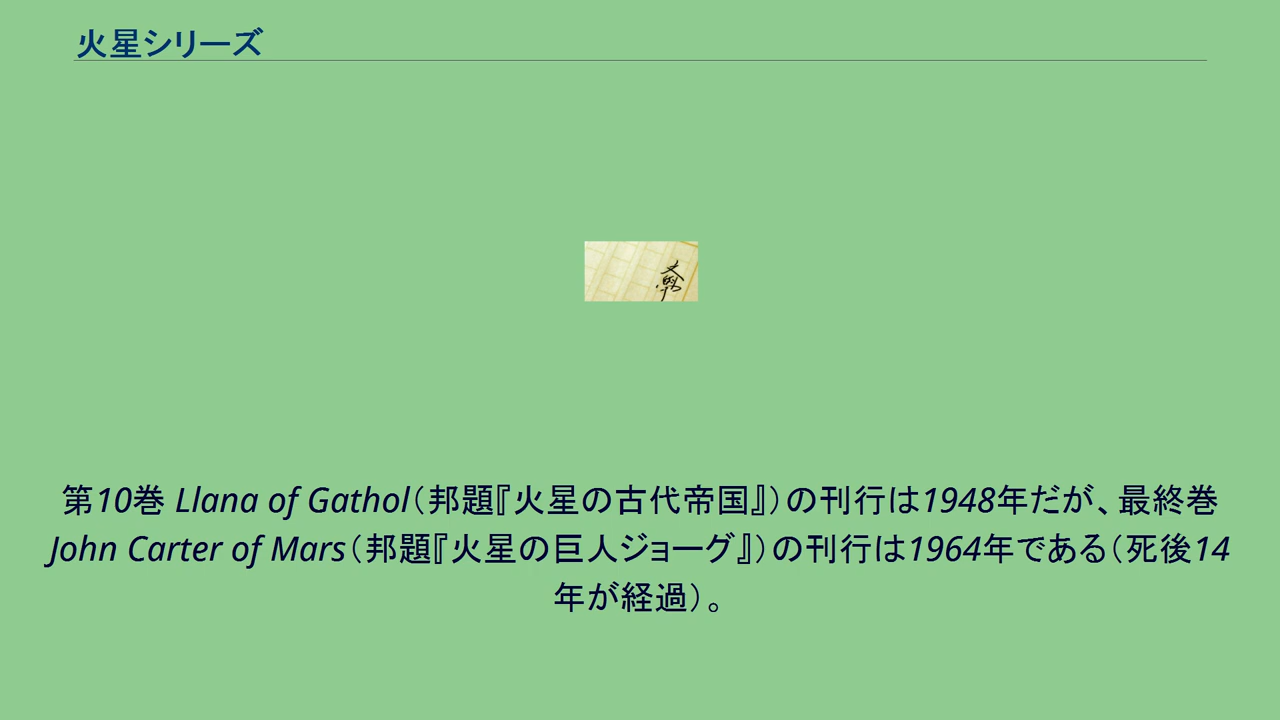 火星シリーズ
第10巻 Llana of Gathol（邦題『火星の古代帝国』）の刊行は1948年だが、最終巻
John Carter of Mars（邦題『火星の巨人ジョーグ』）の刊行は1964年である（死後14
年が経過）。